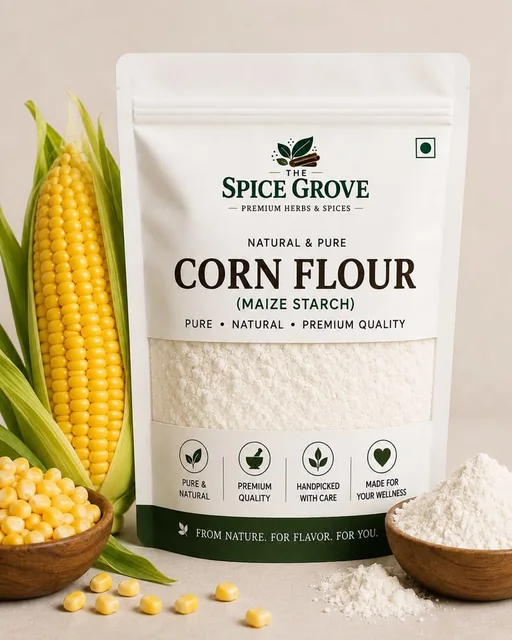 THE
SPICE GROVE
PREMIUM HERBS & SPICES
NATURAL & PURE
CORN FLOUR
(MAIZE STARCH)
PURE • NATURAL • PREMIUM QUALITY
PURE &
NATURAL
PREMIUM
QUALITY
HANDPICKED
WITH CARE
MADE FOR
YOUR WELLNESS
FROM NATURE. FOR FLAVOR. FOR YOU.